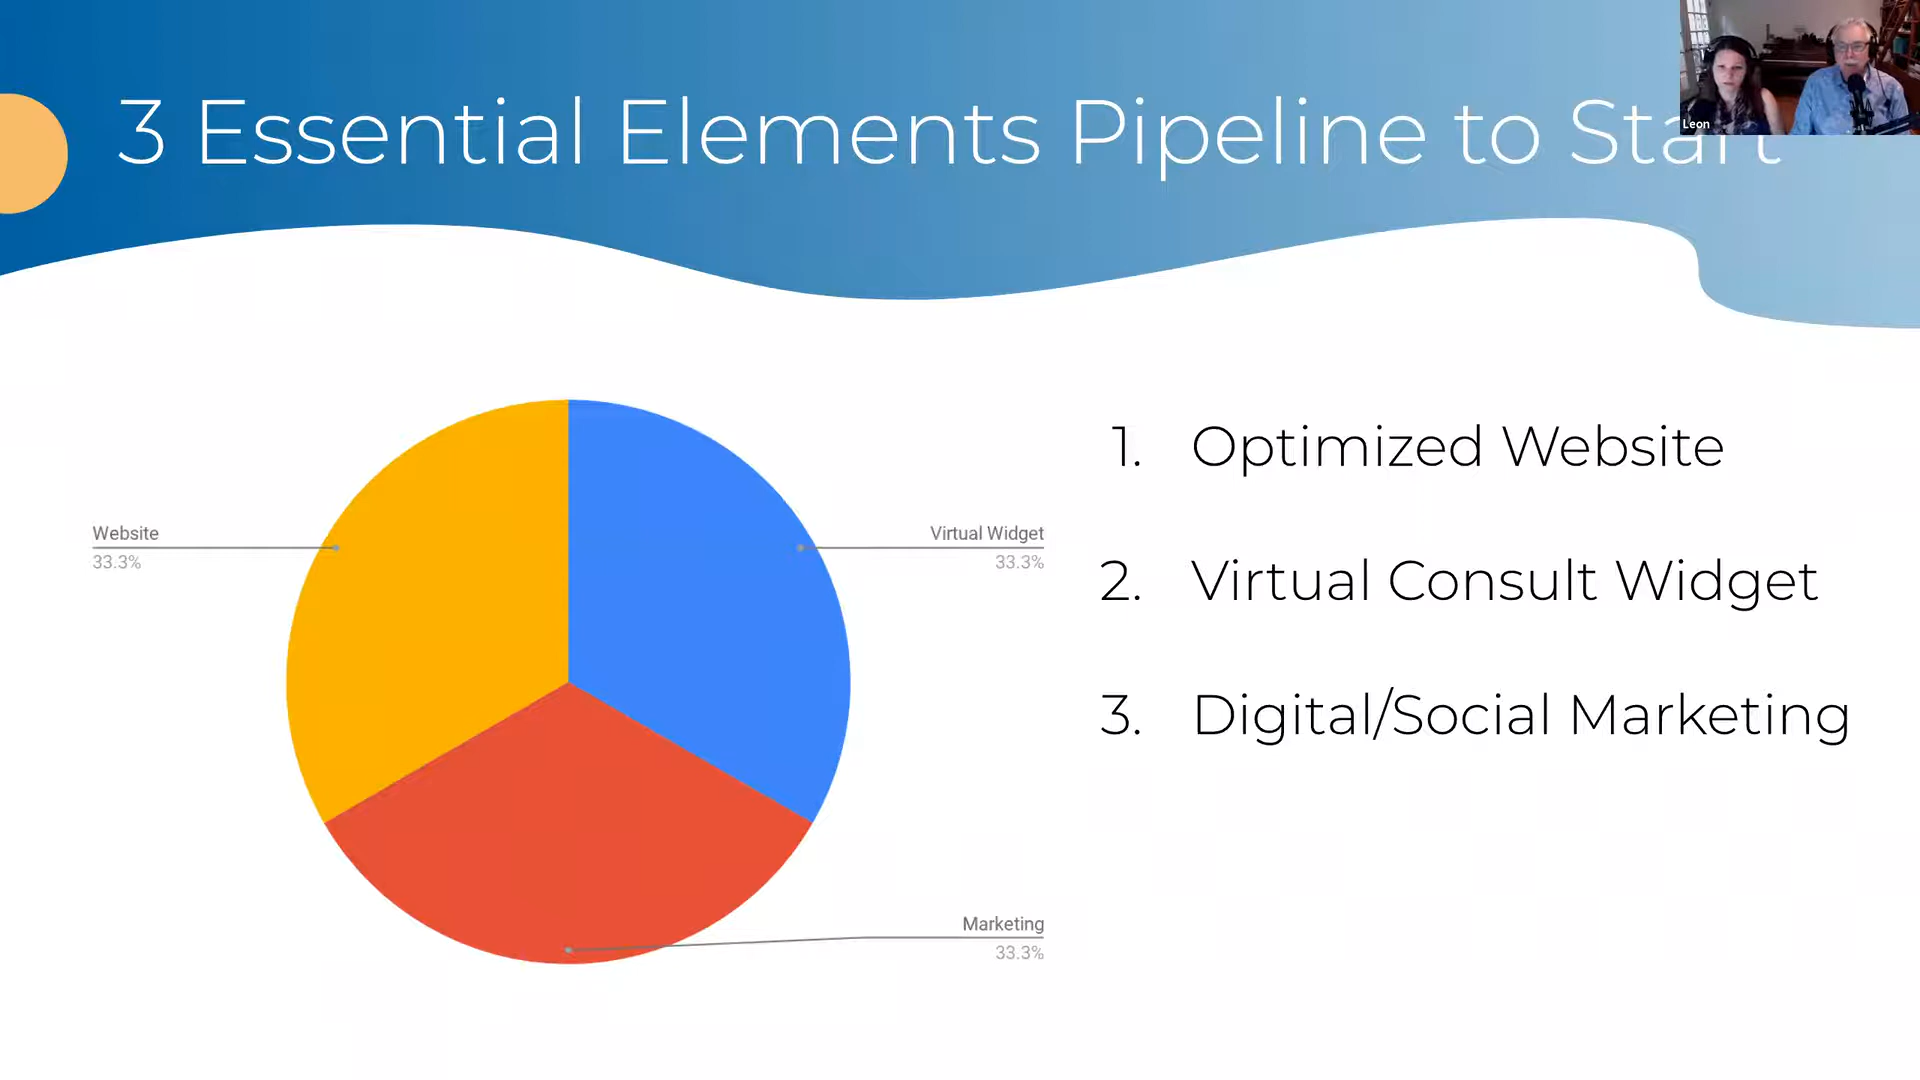 3 Essential Elements Pipeline to Start
Leon
Website
33.3%
Virtual Widget
33.3%
Marketing
33.3%
1. Optimized Website
2. Virtual Consult Widget
3. Digital/Social Marketing